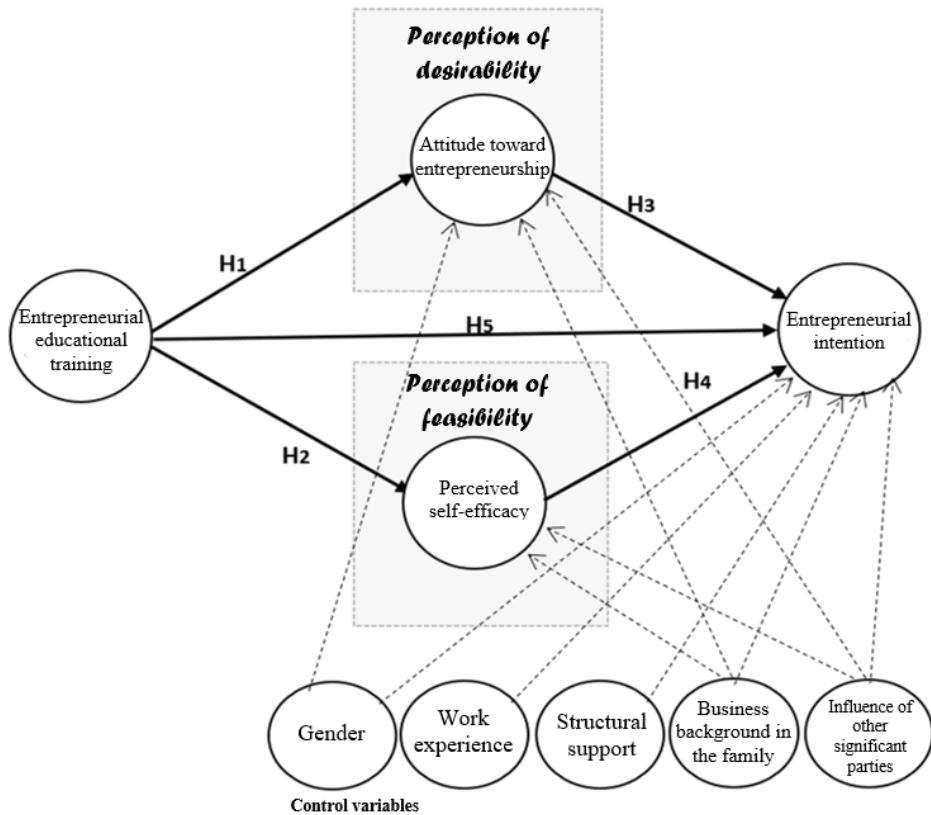 Perception of
desirability
Attitude toward
entrepreneurship
H3
H1
Entrepreneurial
educational
training
H5
Entrepreneurial
intention
Perception of
feasibility
H4
H2
Perceived
self-efficacy
Gender
Work
experience
Structural
support
Business
background in
the family
Influence of
other
significant
parties
Control variables